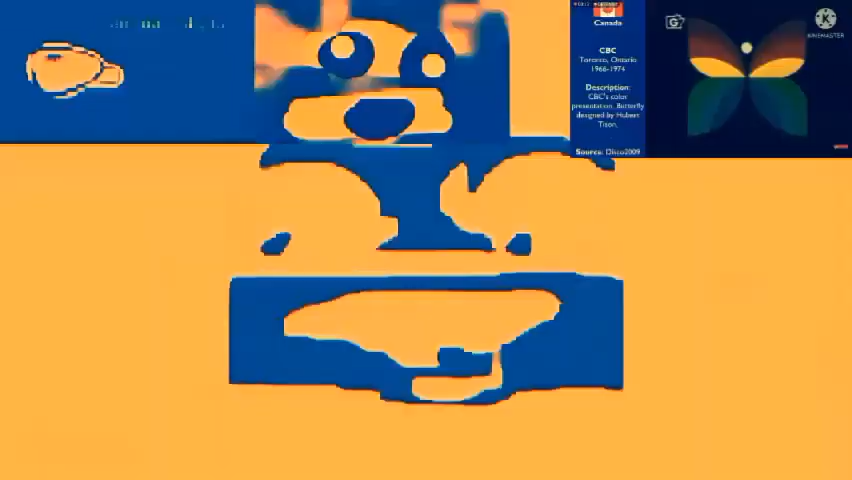 Canada
CBC
Toronto, Ontario
1966-1974
Description:
CBC's color
presentation. Butterfly
designed by Hubert
Tison.
Source: Disco2009
KINEMASTER